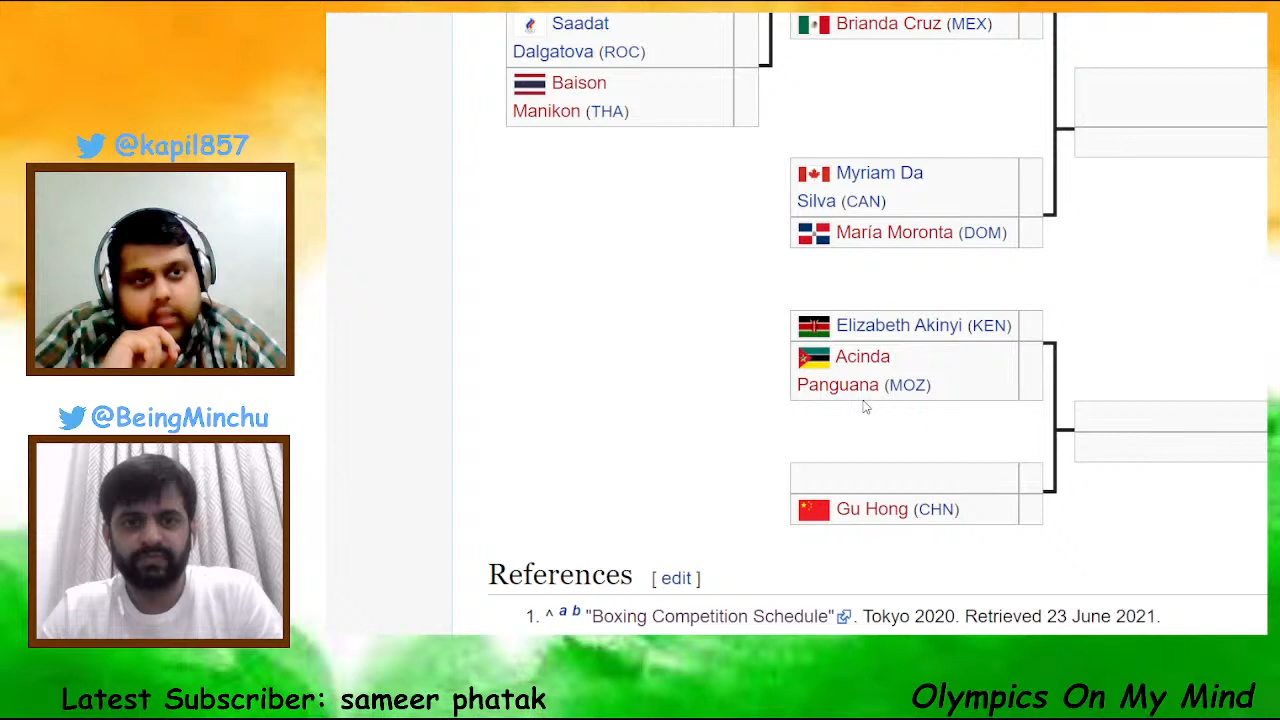 @kapil857
@BeingMinchu
Saadat
Dalgatova (ROC)
Baison
Manikon (THA)
Brianda Cruz (MEX)
Myriam Da
Silva (CAN)
María Moronta (DOM)
Elizabeth Akinyi (KEN)
Acinda
Panguana (MOZ)
Gu Hong (CHN)
References [ edit ]
1. ^ a b "Boxing Competition Schedule". Tokyo 2020. Retrieved 23 June 2021.
Latest Subscriber: sameer phatak
Olympics On My Mind